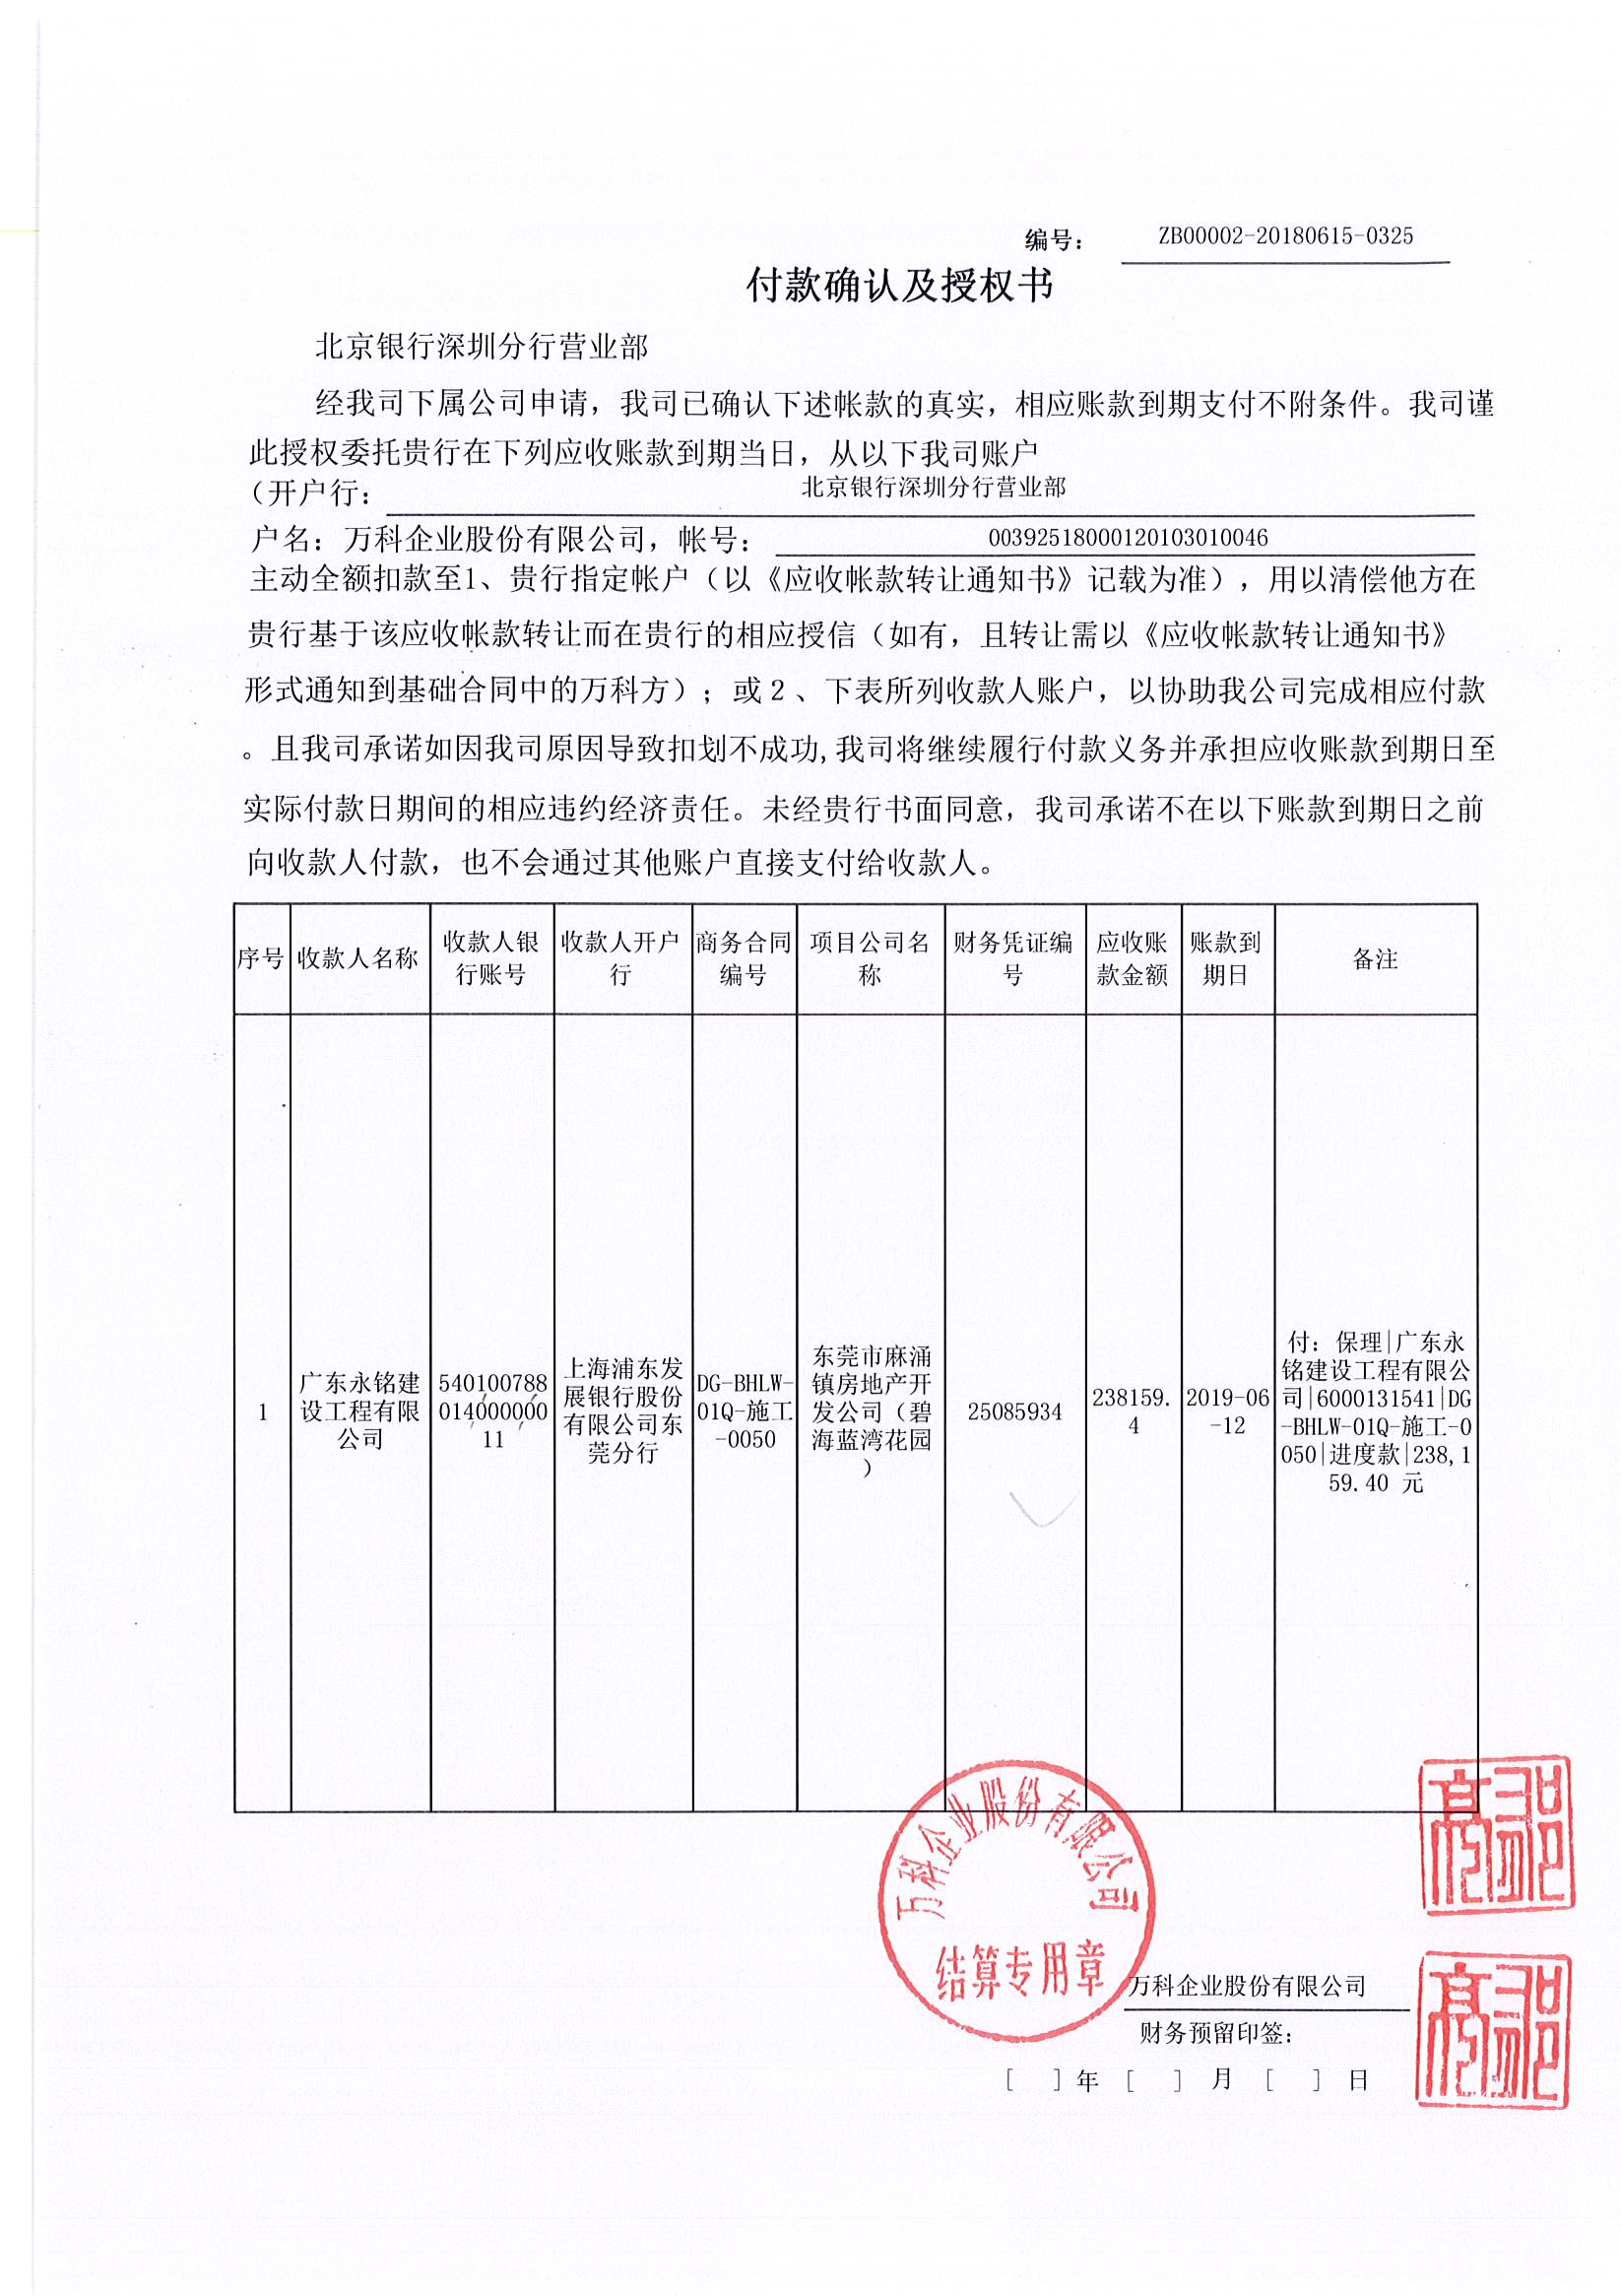 编号：
ZB00002-20180615-0325
付款确认及授权书
北京银行深圳分行营业部
经我司下属公司申请，我司已确认下述帐款的真实，相应账款到期支付不附条件。我司谨
此授权委托贵行在下列应收账款到期当日，从以下我司账户
（开户行：
北京银行深圳分行营业部
户名：万科企业股份有限公司，帐号：
00392518000120103010046
主动全额扣款至1、贵行指定帐户（以《应收帐款转让通知书》记载为准），用以清偿他方在
贵行基于该应收帐款转让而在贵行的相应授信（如有，且转让需以《应收帐款转让通知书》
形式通知到基础合同中的万科方）；或２、下表所列收款人账户，以协助我公司完成相应付款
。且我司承诺如因我司原因导致扣划不成功,我司将继续履行付款义务并承担应收账款到期日至
实际付款日期间的相应违约经济责任。未经贵行书面同意，我司承诺不在以下账款到期日之前
向收款人付款，也不会通过其他账户直接支付给收款人。
序号
收款人名称
收款人银
行账号
收款人开户
行
商务合同
编号
项目公司名
称
财务凭证编
号
应收账
款金额
账款到
期日
备注
1
广东永铭建
设工程有限
公司
540100788
014000000
11
上海浦东发
展银行股份
有限公司东
莞分行
DG-BHLW-
01Q-施工
-0050
东莞市麻涌
镇房地产开
发公司（碧
海蓝湾花园
）
25085934
238159.
4
2019-06
-12
付：保理|广东永
铭建设工程有限公
司|6000131541|DG
-BHLW-01Q-施工-0
050|进度款|238,1
59.40 元
万科企业股份有限公司
结算专用章
万科企业股份有限公司
财务预留印签：
[ ]年[ ]月[ ]日